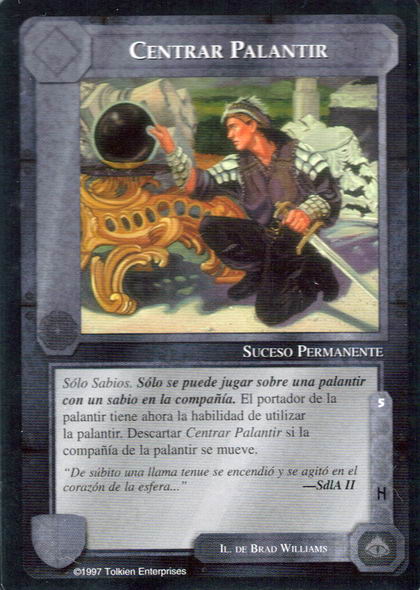 CENTRAR PALANTIR
SUCESO PERMANENTE
Sólo Sabios. Sólo se puede jugar sobre una palantir
con un sabio en la compañía. El portador de la
palantir tiene ahora la habilidad de utilizar
la palantir. Descartar Centrar Palantir si la
compañía de la palantir se mueve.
"De súbito una llama tenue se encendió y se agitó en el
corazón de la esfera..." —SdlA II
5
H
IL. DE BRAD WILLIAMS
©1997 Tolkien Enterprises